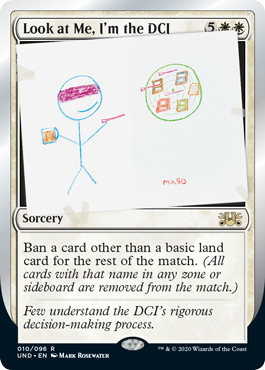 Look at Me, I'm the DCI 5
MARO
Sorcery
Ban a card other than a basic land
card for the rest of the match. (All
cards with that name in any zone or
sideboard are removed from the match.)
Few understand the DCI's rigorous
decision-making process.
010/096 R
UND • EN Mark Rosewater
™ & © 2020 Wizards of the Coast